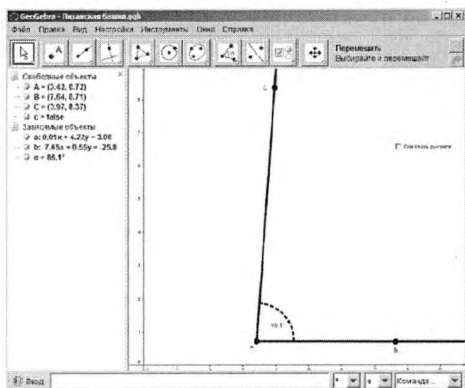 GeoGebra - Пизанская башня.ggb
Файл Правка Вид Настройки Инструменты Окно Справка
Перемещать
Выбирайте и перемещайте
Свободные объекты
A = (3.42, 0.72)
B = (7.64, 0.71)
C = (3.97, 8.37)
c = false
Зависимые объекты
a: 0.01x + 4.22y = 3.06
b: -7.65x + 0.55y = -25.8
α = 86.1°
C
A
B
Ввод
Команда ...